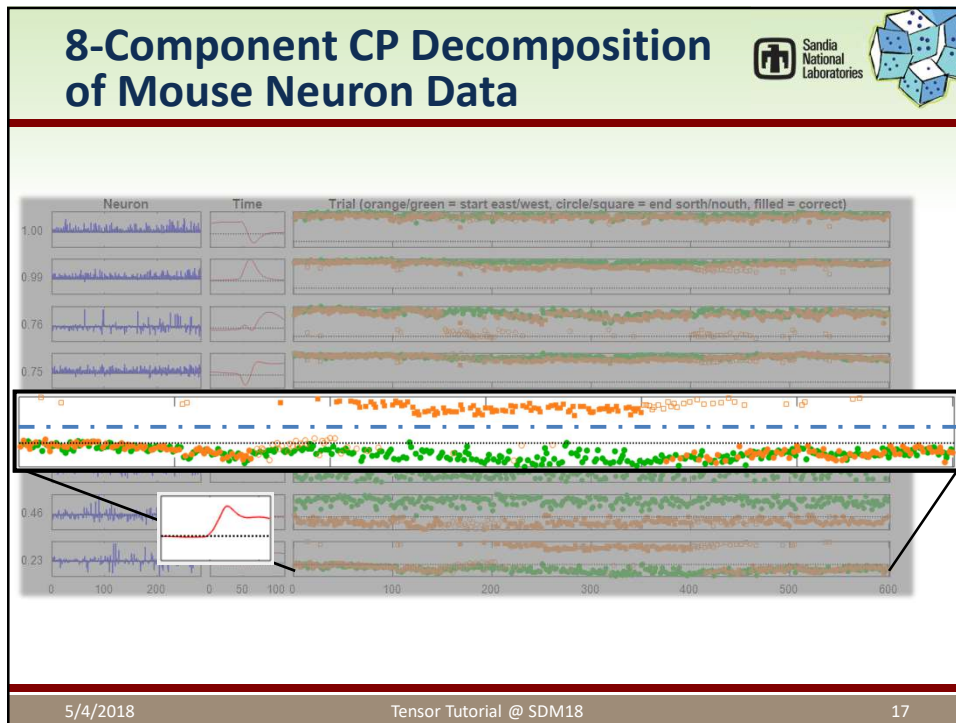 8-Component CP Decomposition
of Mouse Neuron Data
Sandia
National
Laboratories
Neuron Time Trial (orange/green = start east/west, circle/square = end sorth/nouth, filled = correct)
1.00
0.99
0.76
0.75
0.46
0.23
0 100 200 0 50 100 0 100 200 300 400 500 600
5/4/2018 Tensor Tutorial @ SDM18 17